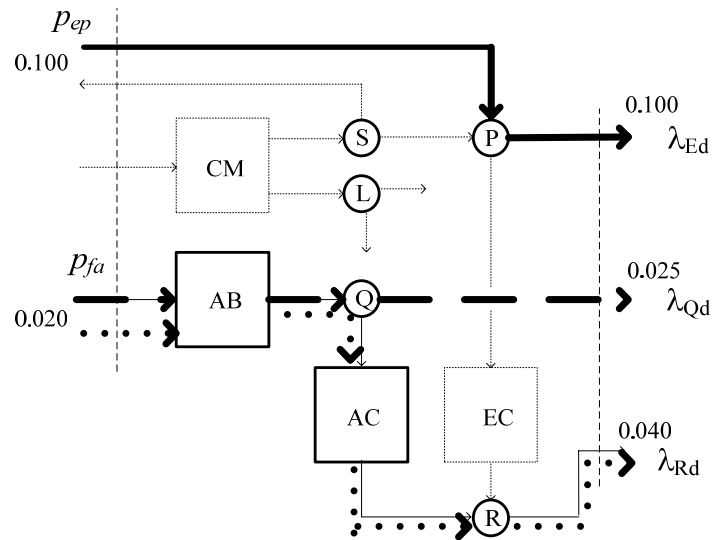 p_ep
0.100
0.100
S
P
λ_Ed
CM
L
p_fa
0.025
AB
Q
λ_Qd
0.020
AC
EC
0.040
λ_Rd
R